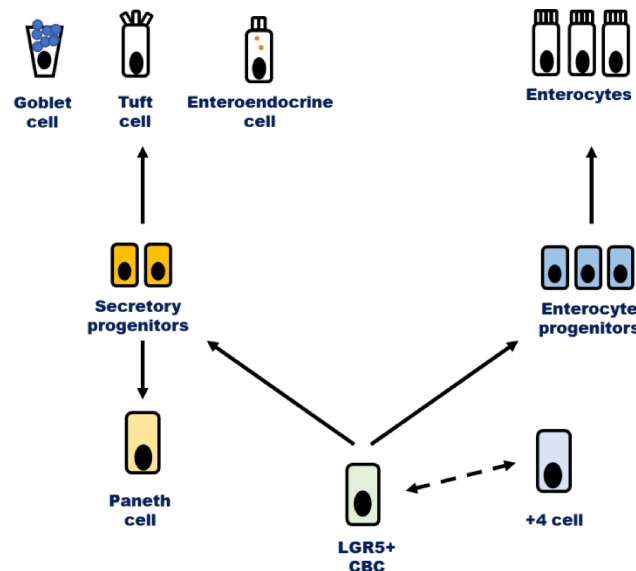 Goblet
cell
Tuft
cell
Enteroendocrine
cell
Enterocytes
Secretory
progenitors
Enterocyte
progenitors
Paneth
cell
LGR5+
CBC
+4 cell